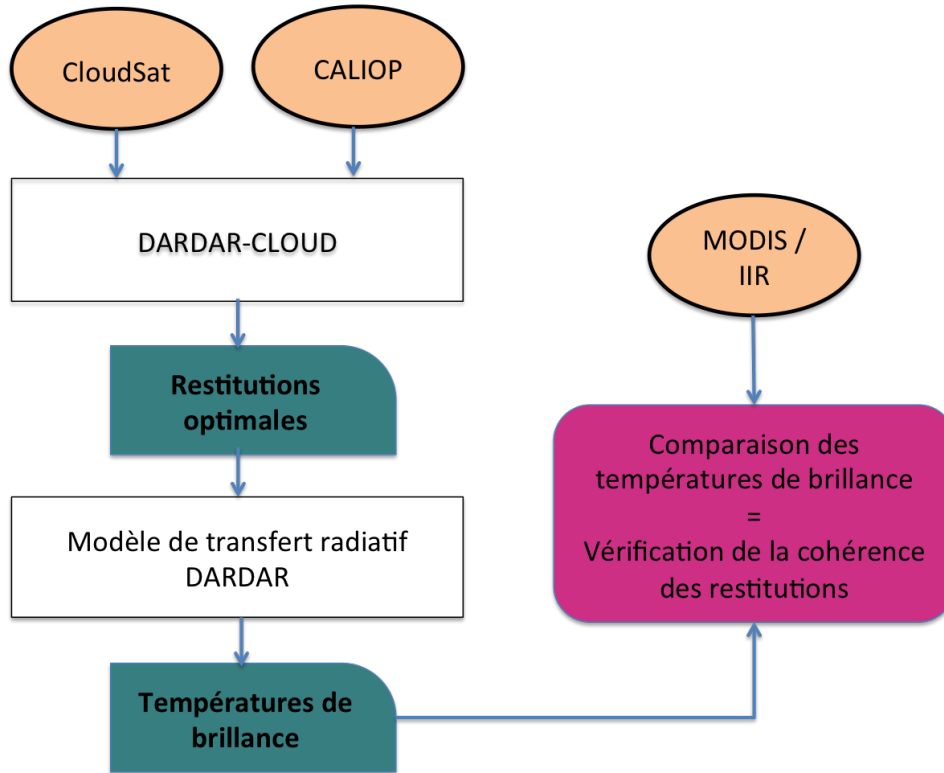 CloudSat
CALIOP
DARDAR-CLOUD
MODIS /
IIR
Restitutions
optimales
Comparaison des
températures de brillance
=
Vérification de la cohérence
des restitutions
Modèle de transfert radiatif
DARDAR
Températures de
brillance